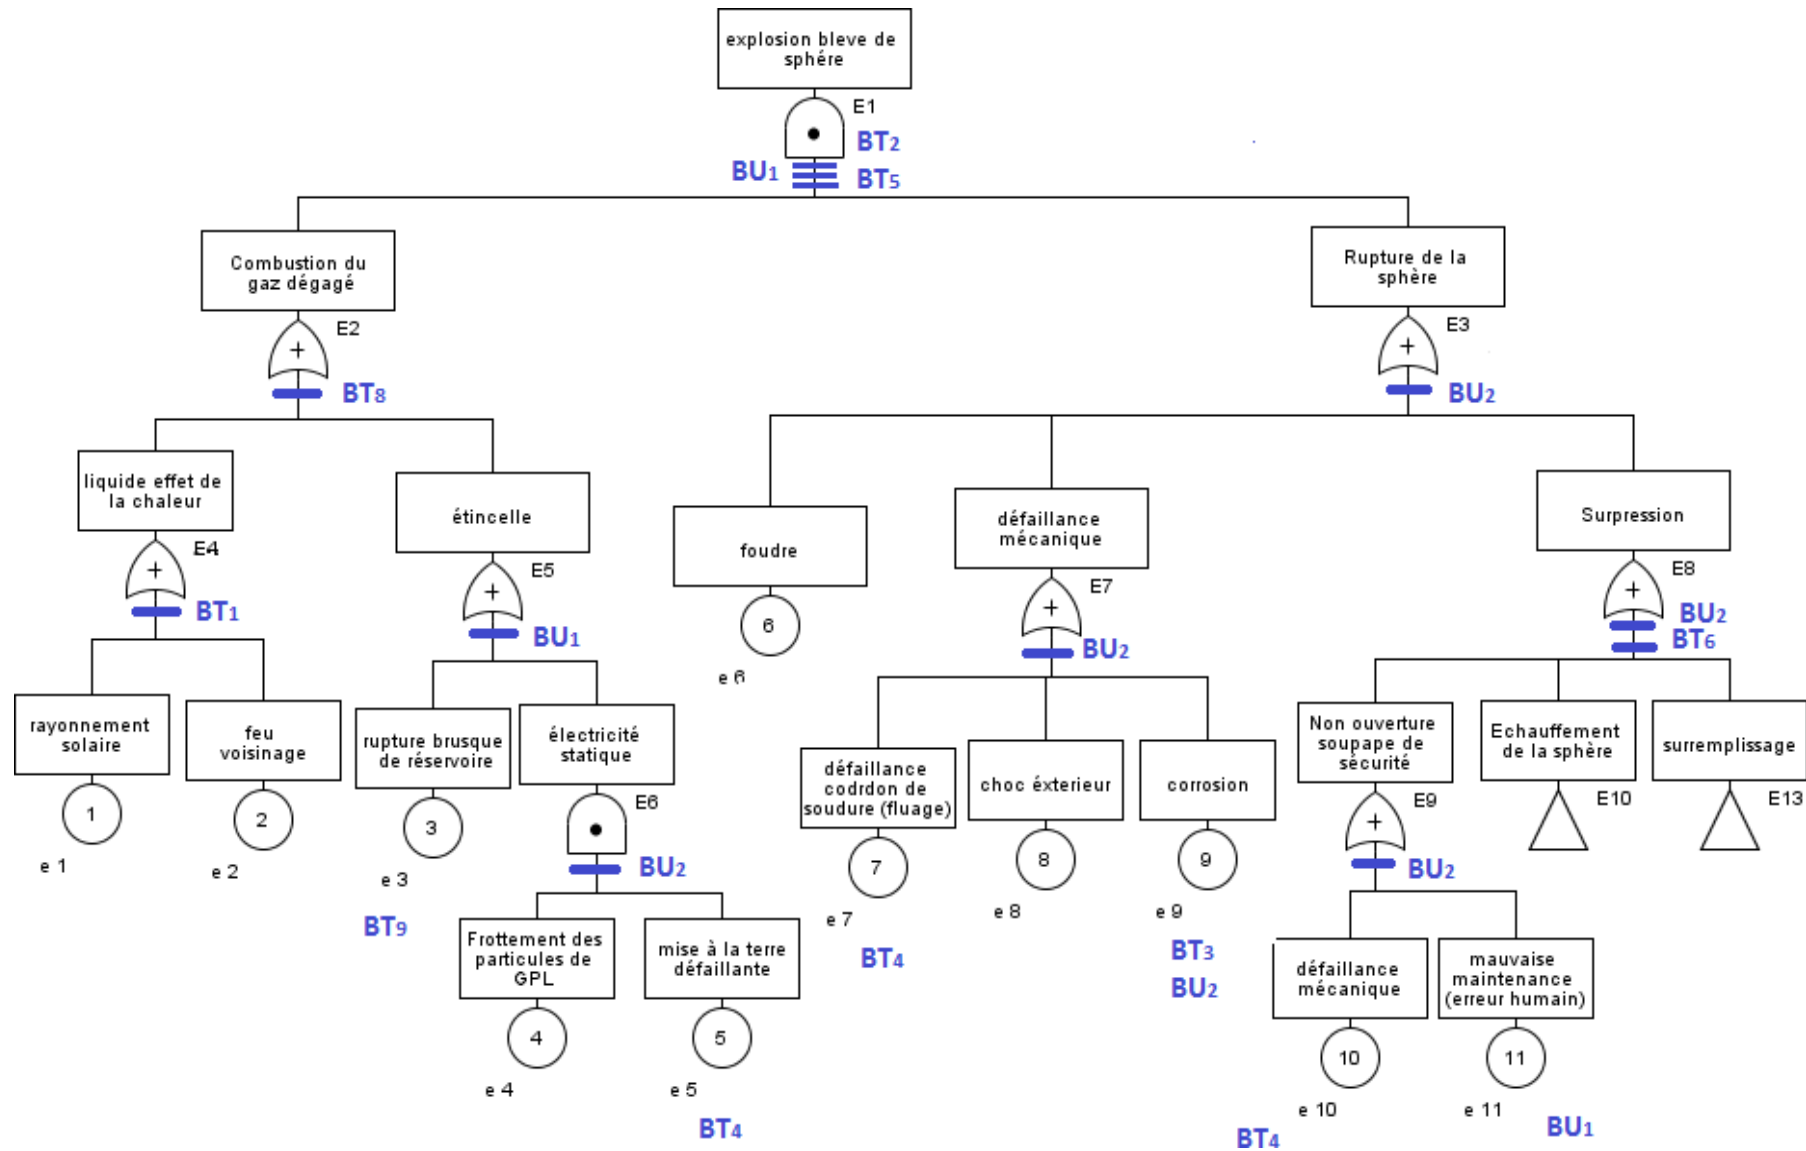 explosion bleve de
sphére
E1
BT2
BU1
BT5
Combustion du
gaz dégagé
E2
BT8
Rupture de la
sphère
E3
BU2
liquide effet de
la chaleur
E4
BT1
étincelle
E5
BU1
foudre
6
e 6
défaillance
mécanique
E7
BU2
Surpression
E8
BU2
BT6
rayonnement
solaire
1
e 1
feu
voisinage
2
e 2
rupture brusque
de réservoire
3
e 3
BT9
électricité
statique
E6
BU2
défaillance
codrdon de
soudure (fluage)
7
e 7
BT4
choc éxterieur
8
e 8
corrosion
9
e 9
BT3
BU2
Non ouverture
soupape de
sécurité
E9
BU2
Echauffement
de la sphère
E10
surremplissage
E13
Frottement des
particules de
GPL
4
e 4
mise à la terre
défaillante
5
e 5
BT4
défaillance
mécanique
10
e 10
BT4
mauvaise
maintenance
(erreur humain)
11
e 11
BU1